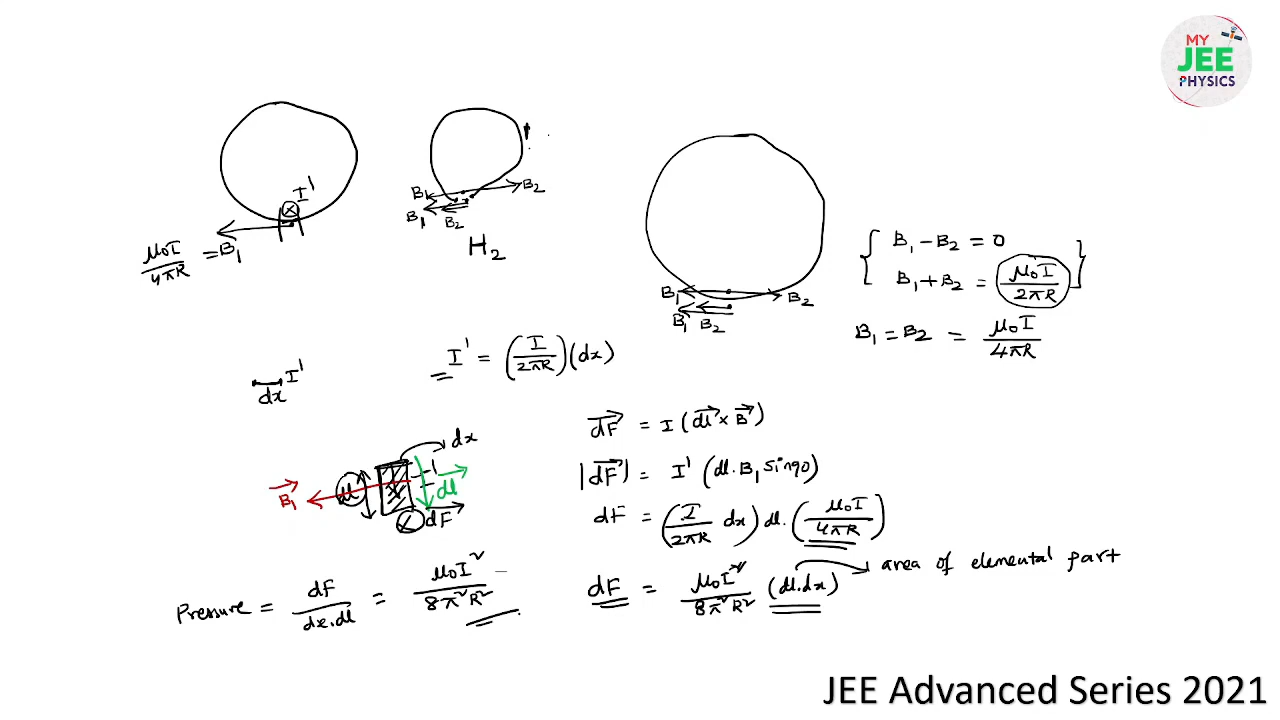 MY
JEE
PHYSICS
I'
μ₀I/4πR = B₁
B₁ B₂
B₁ B₂
H₂
B₁ B₂
B₁ B₂
B₁ - B₂ = 0
B₁ + B₂ = μ₀I/2πR
B₁ = B₂ = μ₀I/4πR
dx I'
I' = (I/2πR)(dx)
dx
B₁ dl dl
dF
dF = I (dl × B)
|dF| = I' (dl. B₁ sin90)
dF = (I/2πR dx) dl. (μ₀I/4πR)
dF = μ₀I²/8π²R² (dl.dx) → area of elemental part
Pressure = dF/dx.dl = μ₀I²/8π²R²
JEE Advanced Series 2021